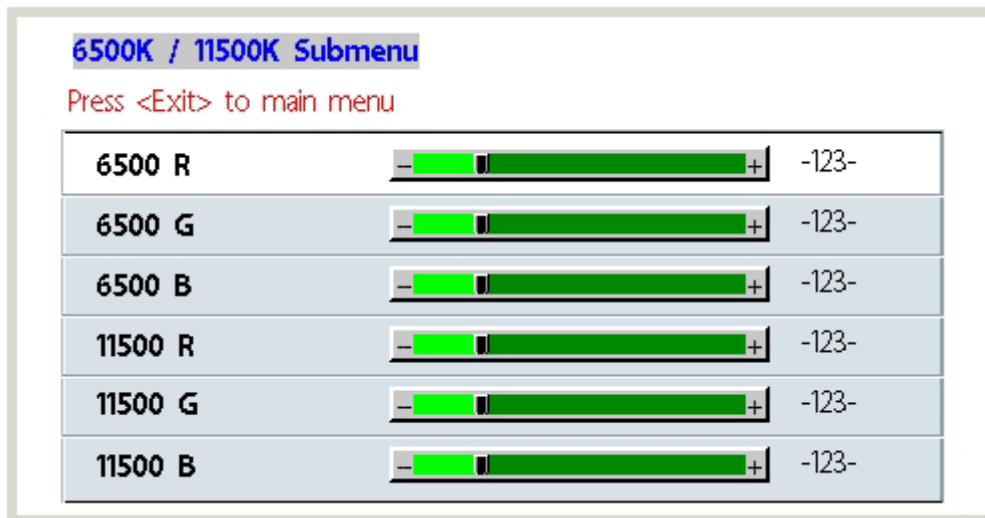 6500K / 11500K Submenu
Press <Exit> to main menu
6500 R - + -123-
6500 G - + -123-
6500 B - + -123-
11500 R - + -123-
11500 G - + -123-
11500 B - + -123-